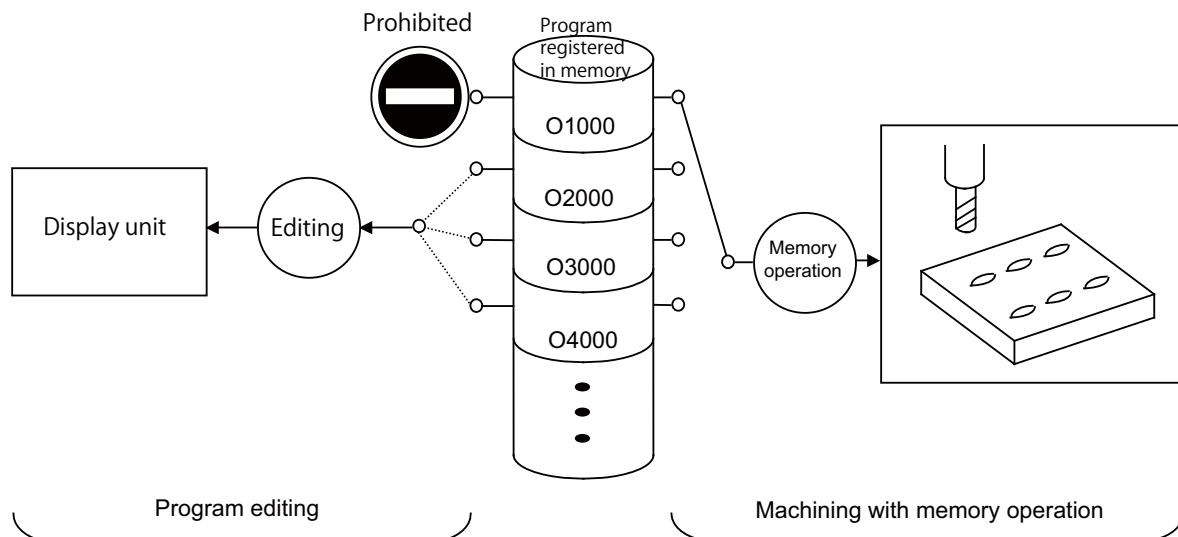 Prohibited
Program
registered
in memory
O1000
O2000
O3000
O4000
Display unit
Editing
Memory
operation
Program editing
Machining with memory operation